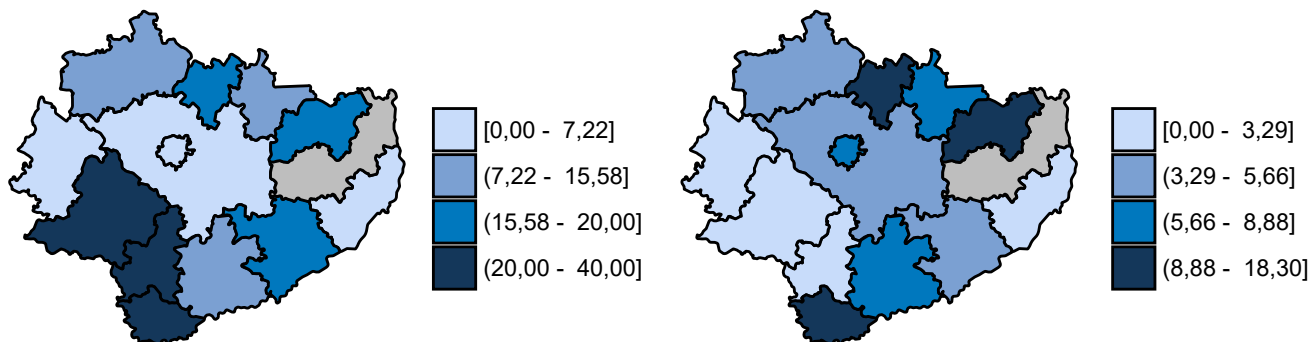 [0,00 -  7,22]
(7,22 -  15,58]
(15,58 -  20,00]
(20,00 -  40,00]
[0,00 -  3,29]
(3,29 -  5,66]
(5,66 -  8,88]
(8,88 -  18,30]